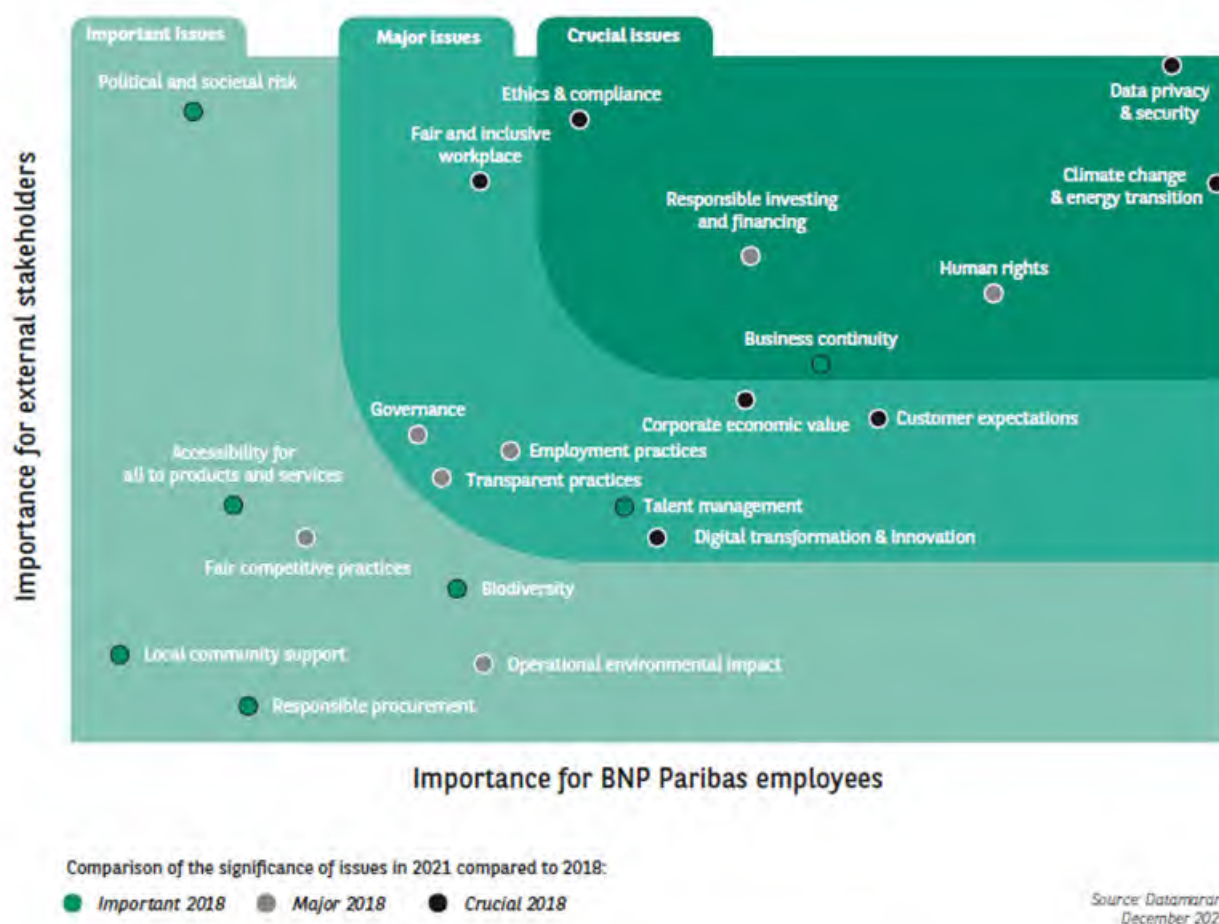 Important issues
Major issues
Crucial issues
Political and societal risk
Ethics & compliance
Data privacy
& security
Fair and inclusive
workplace
Climate change
& energy transition
Responsible investing
and financing
Human rights
Business continuity
Governance
Corporate economic value
Customer expectations
Accessibility for
all to products and services
Employment practices
Transparent practices
Talent management
Digital transformation & Innovation
Fair competitive practices
Biodiversity
Local community support
Operational environmental impact
Responsible procurement
Importance for external stakeholders
Importance for BNP Paribas employees
Comparison of the significance of issues in 2021 compared to 2018:
Important 2018
Major 2018
Crucial 2018
Source: Datamaran
December